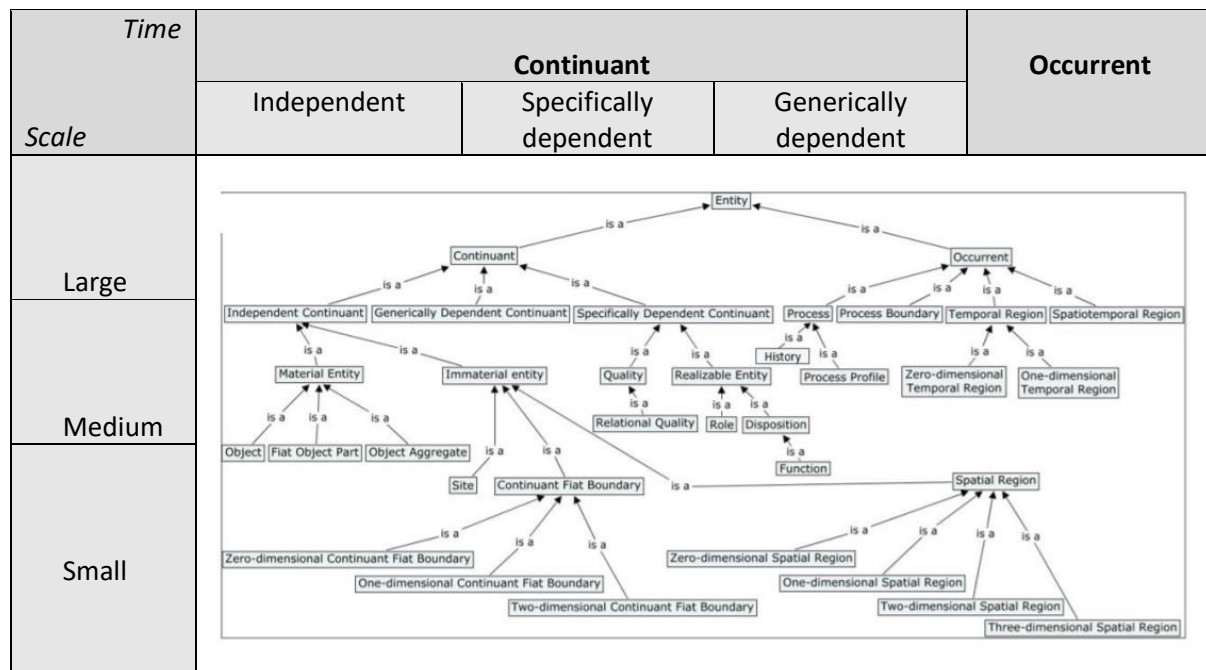 Time
Continuant
Occurrent
Scale
Independent
Specifically
dependent
Generically
dependent
Large
Medium
Small
Entity
is a
is a
Continuant
Occurrent
is a
is a
is a
is a
is a
is a
is a
Independent Continuant
Generically Dependent Continuant
Specifically Dependent Continuant
Process
Process Boundary
Temporal Region
Spatiotemporal Region
is a
is a
is a
is a
is a
is a
is a
is a
History
Material Entity
Immaterial entity
Quality
Realizable Entity
Process Profile
Zero-dimensional
Temporal Region
One-dimensional
Temporal Region
is a
is a
is a
is a
is a
is a
Relational Quality
Role
Disposition
Object
Fiat Object Part
Object Aggregate
is a
is a
is a
Function
Site
Continuant Fiat Boundary
is a
Spatial Region
is a
is a
is a
is a
is a
is a
is a
Zero-dimensional Continuant Fiat Boundary
Zero-dimensional Spatial Region
One-dimensional Continuant Fiat Boundary
One-dimensional Spatial Region
Two-dimensional Continuant Fiat Boundary
Two-dimensional Spatial Region
Three-dimensional Spatial Region